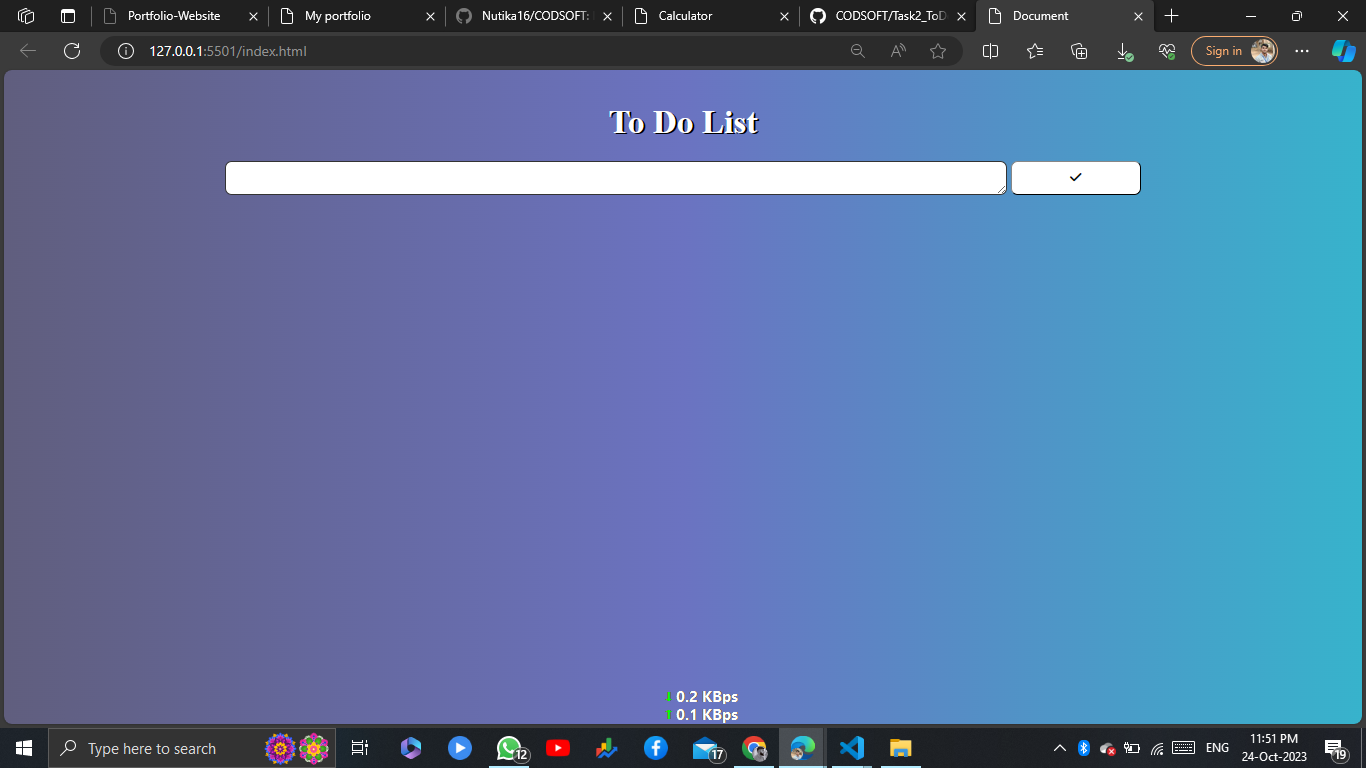 Portfolio-Website
My portfolio
Nutika16/CODSOFT:
Calculator
CODSOFT/Task2_ToD
Document
127.0.0.1:5501/index.html
A
Sign in
To Do List
0.2 KBps
0.1 KBps
Type here to search
12
17
ENG
11:51 PM
24-Oct-2023
19